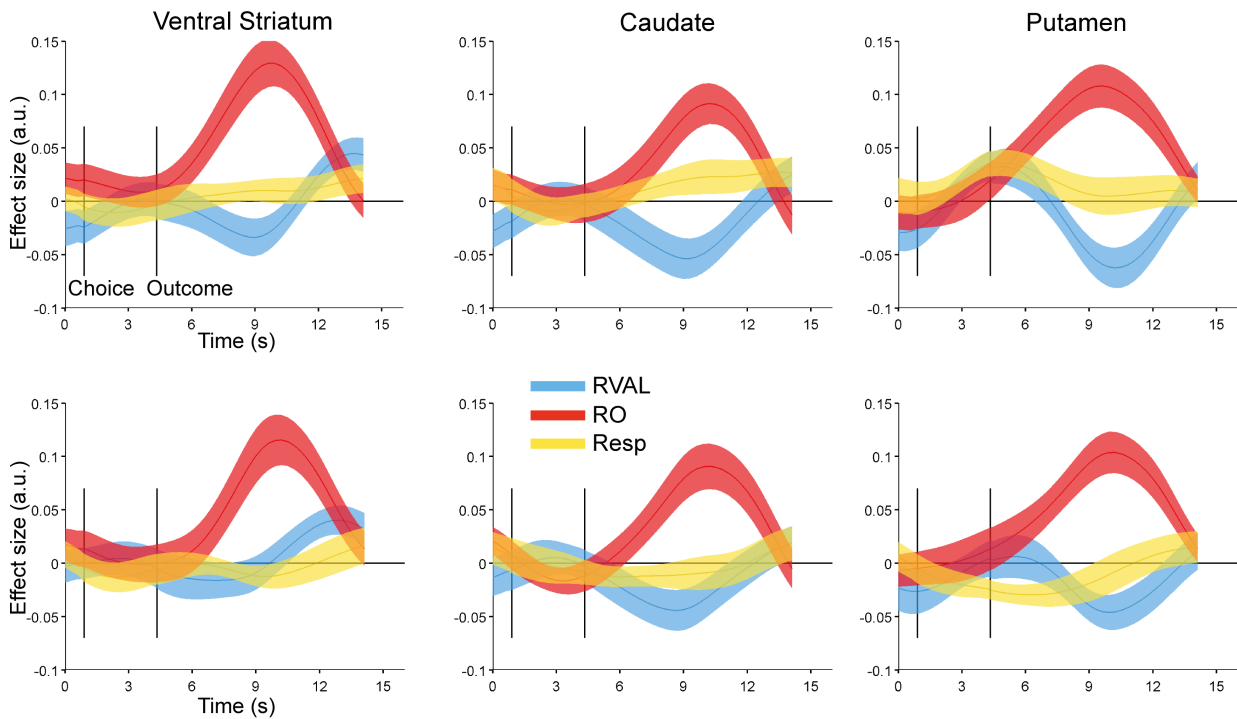 Ventral Striatum Caudate Putamen
0.15 0.15 0.15
0.1 0.1 0.1
0.05 0.05 0.05
0 0 0
-0.05 -0.05 -0.05
-0.1 -0.1 -0.1
Effect size (a.u.)
Choice Outcome
0 3 6 9 12 15 0 3 6 9 12 15 0 3 6 9 12 15
Time (s)
RVAL
RO
Resp
0.15 0.15 0.15
0.1 0.1 0.1
0.05 0.05 0.05
0 0 0
-0.05 -0.05 -0.05
-0.1 -0.1 -0.1
Effect size (a.u.)
0 3 6 9 12 15 0 3 6 9 12 15 0 3 6 9 12 15
Time (s)